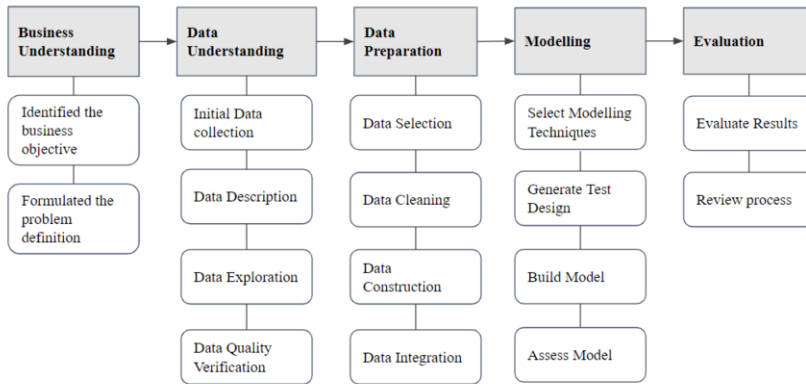 Business
Understanding
Identified the
business
objective
Formulated the
problem
definition
Data
Understanding
Initial Data
collection
Data Description
Data Exploration
Data Quality
Verification
Data
Preparation
Data Selection
Data Cleaning
Data
Construction
Data Integration
Modelling
Select Modelling
Techniques
Generate Test
Design
Build Model
Assess Model
Evaluation
Evaluate Results
Review process